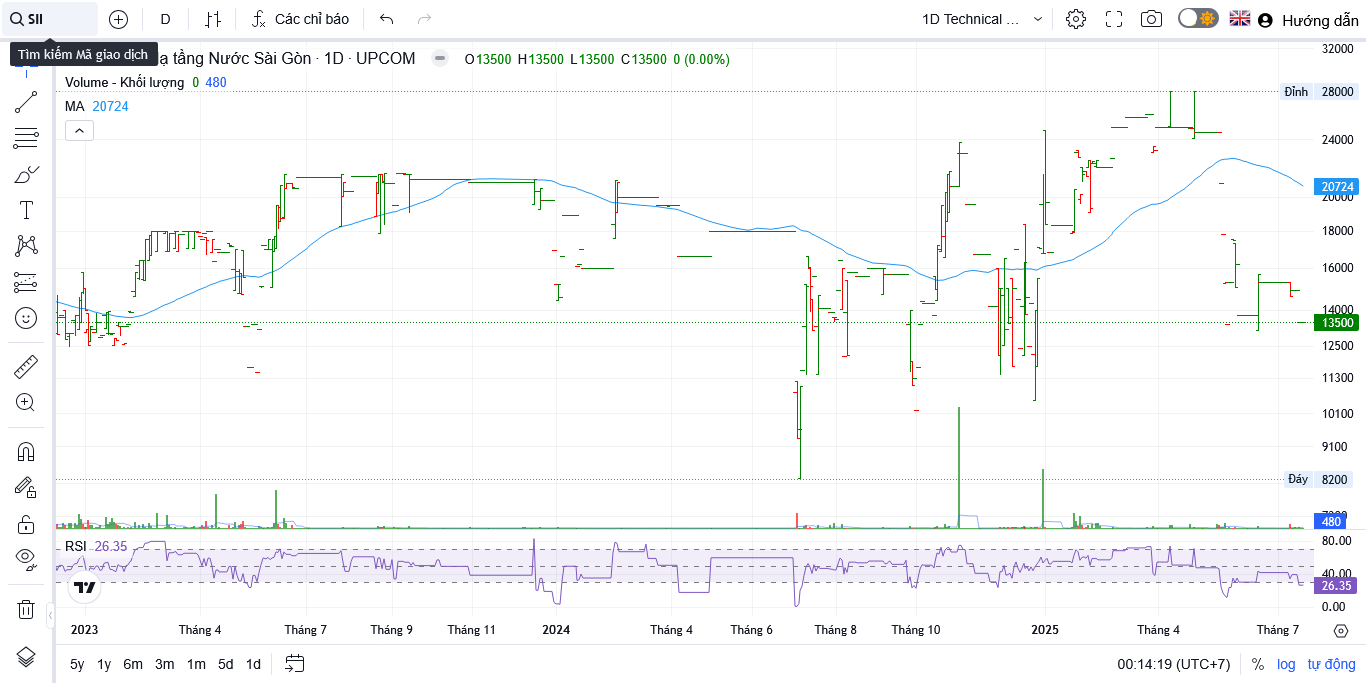 SII
D
Các chỉ báo
1D Technical ...
Hướng dẫn
Tìm kiếm Mã giao dịch
ạ tầng Nước Sài Gòn · 1D · UPCOM
O13500 H13500 L13500 C13500 0 (0.00%)
Volume - Khối lượng 0 480
MA 20724
32000
Đỉnh 28000
24000
20724
20000
18000
16000
14000
13500
12500
11300
10100
9100
Đáy 8200
480
RSI 26.35
80.00
40.00
26.35
0.00
2023 Tháng 4 Tháng 7 Tháng 9 Tháng 11 2024 Tháng 4 Tháng 6 Tháng 8 Tháng 10 2025 Tháng 4 Tháng 7
5y 1y 6m 3m 1m 5d 1d
00:14:19 (UTC+7) % log tự động